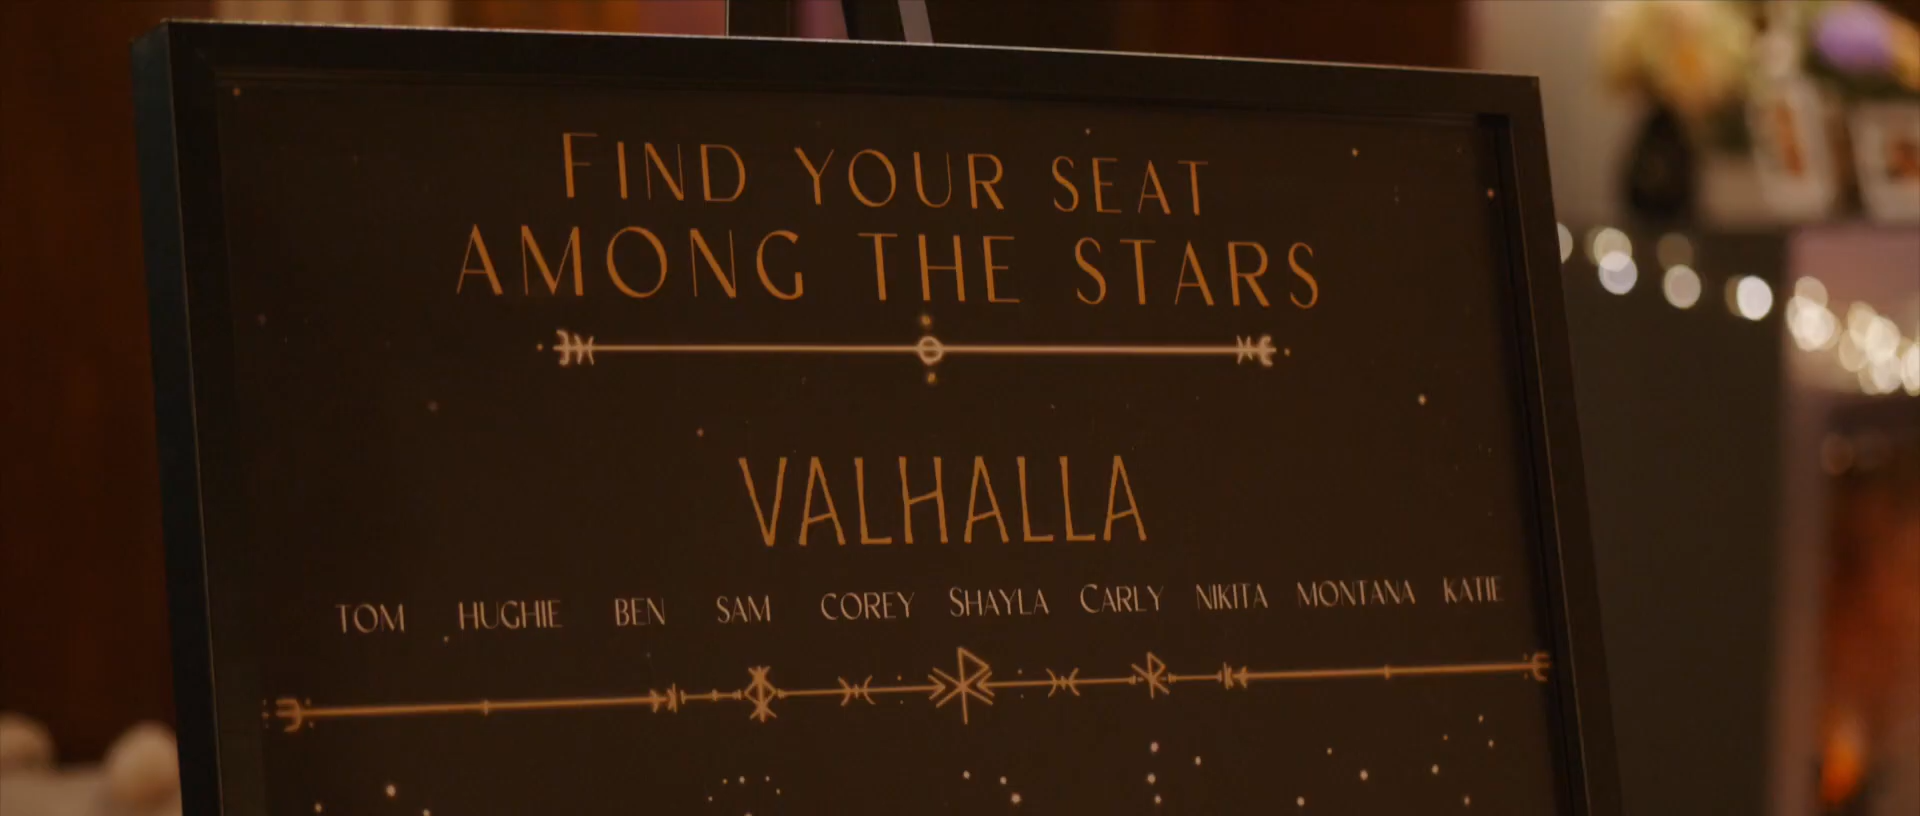 FIND YOUR SEAT
AMONG THE STARS
VALHALLA
TOM HUGHIE BEN SAM COREY SHAYLA CARLY NIKITA MONTANA KATIE